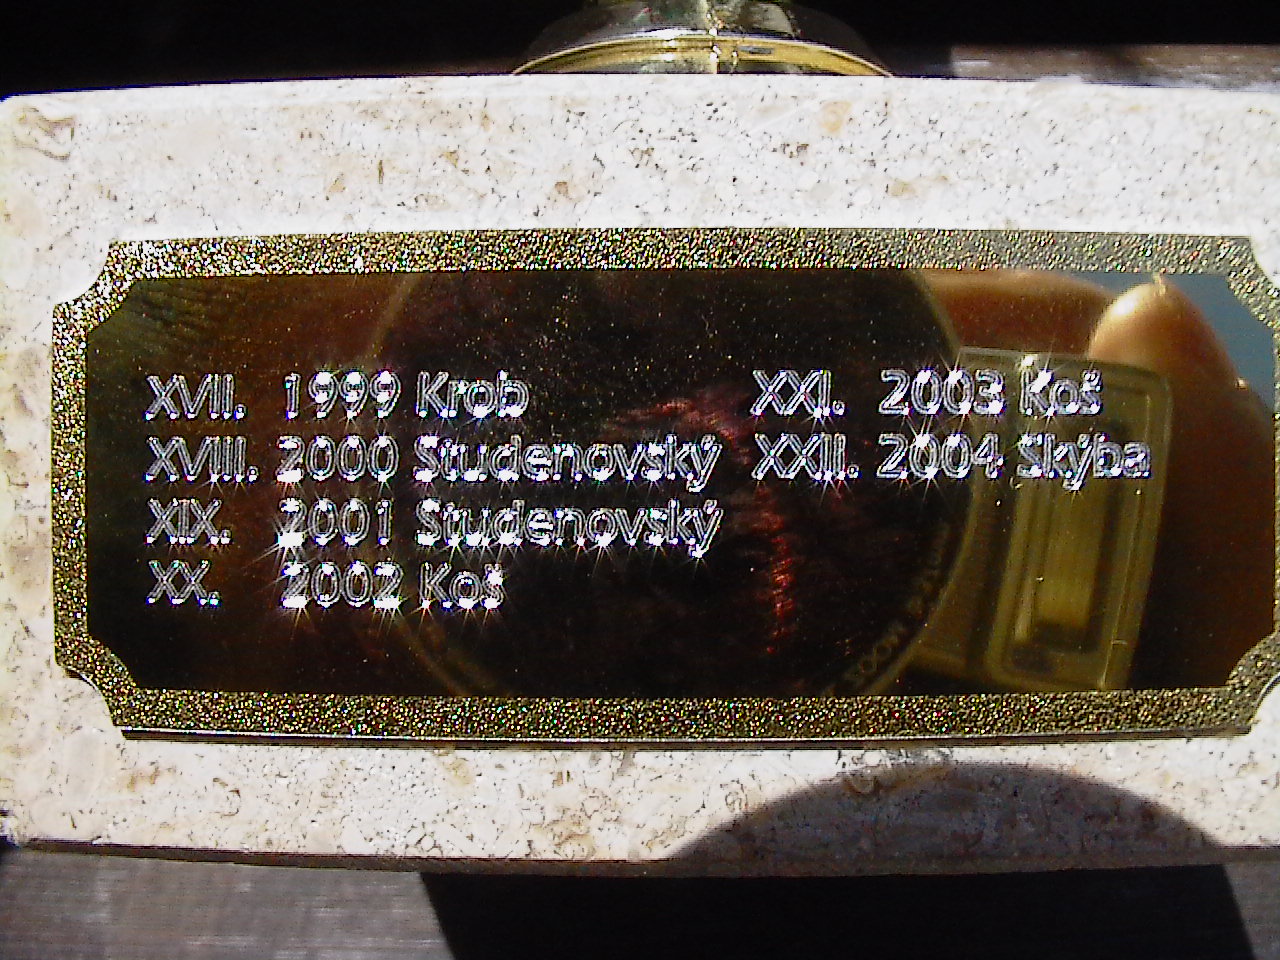 XVII. 1999 Krob
XVIII. 2000 Studenovský
XIX. 2001 Studenovský
XX. 2002 Koš
XXI. 2003 Koš
XXII. 2004 Skýba